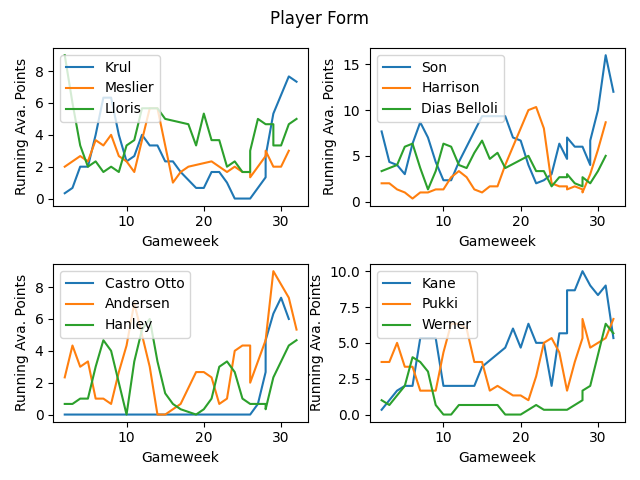 Player Form
Running Ava. Points
8
6
4
2
0
Krul
Meslier
Lloris
10
20
30
Gameweek
Running Ava. Points
15
10
5
0
Son
Harrison
Dias Belloli
10
20
30
Gameweek
Running Ava. Points
8
6
4
2
0
Castro Otto
Andersen
Hanley
10
20
30
Gameweek
Running Ava. Points
10.0
7.5
5.0
2.5
0.0
Kane
Pukki
Werner
10
20
30
Gameweek